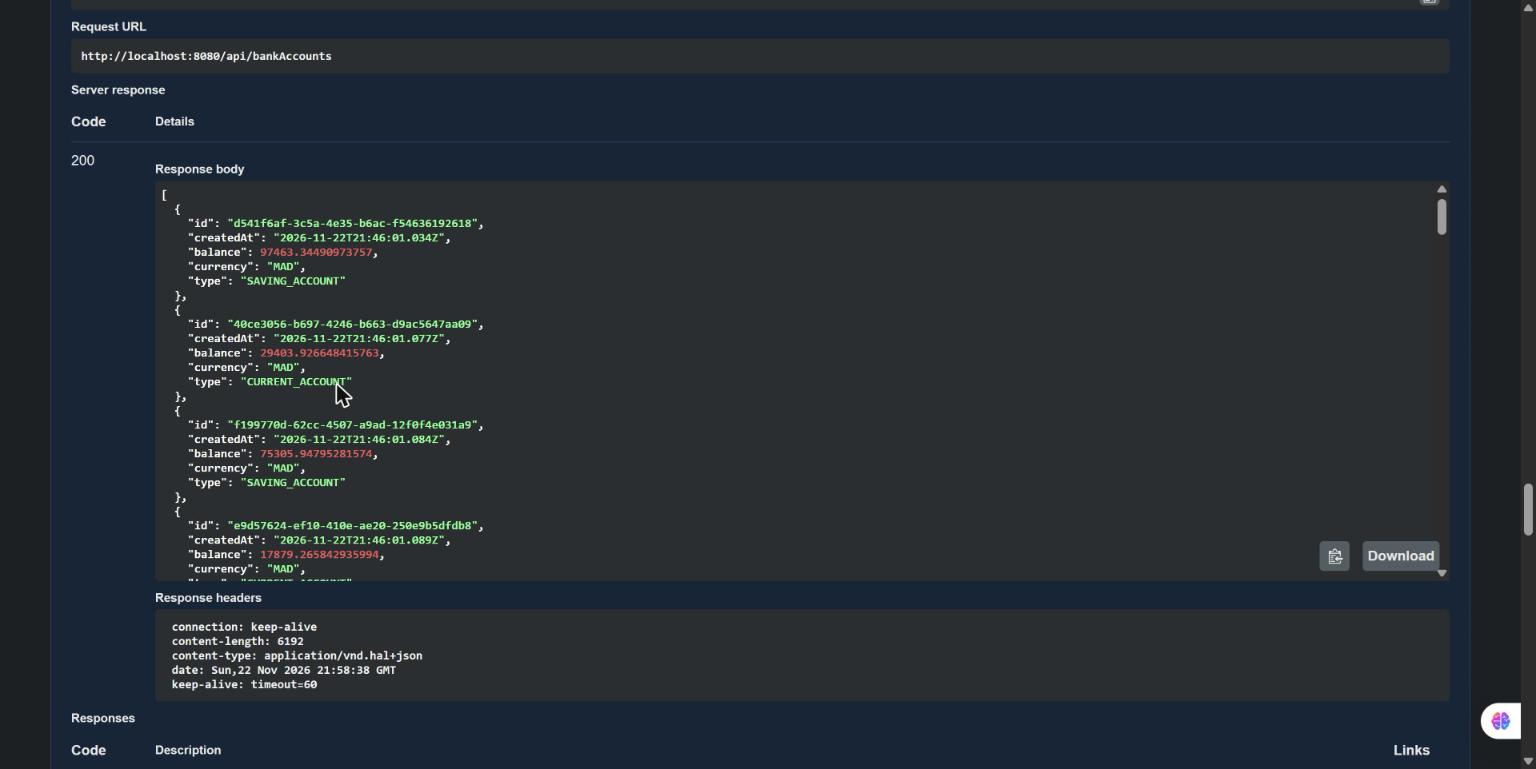 Request URL
http://localhost:8080/api/bankAccounts
Server response
Code Details
200
Response body
[
{
"id": "d541f6af-3c5a-4e35-b6ac-f54636192618",
"createdAt": "2026-11-22T21:46:01.034Z",
"balance": 97463.34490973757,
"currency": "MAD",
"type": "SAVING_ACCOUNT"
},
{
"id": "40ce3056-b697-4246-b663-d9ac5647aa09",
"createdAt": "2026-11-22T21:46:01.077Z",
"balance": 29403.926648415763,
"currency": "MAD",
"type": "CURRENT_ACCOUNT"
},
{
"id": "f199770d-62cc-4507-a9ad-12f0f4e031a9",
"createdAt": "2026-11-22T21:46:01.084Z",
"balance": 75305.94795281574,
"currency": "MAD",
"type": "SAVING_ACCOUNT"
},
{
"id": "e9d57624-ef10-410e-ae20-250e9b5dfdb8",
"createdAt": "2026-11-22T21:46:01.089Z",
"balance": 17879.265842935994,
"currency": "MAD",
Download
Response headers
connection: keep-alive
content-length: 6192
content-type: application/vnd.hal+json
date: Sun,22 Nov 2026 21:58:38 GMT
keep-alive: timeout=60
Responses
Code Description Links